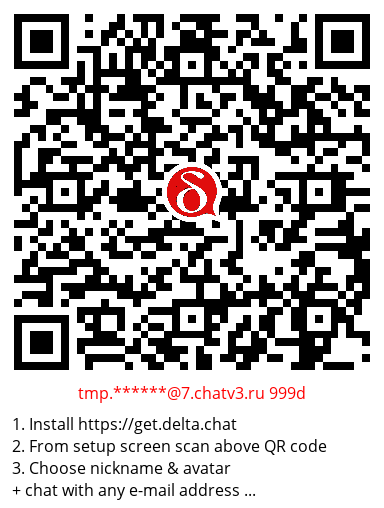 δ
tmp.******@7.chatv3.ru 999d
1. Install https://get.delta.chat
2. From setup screen scan above QR code
3. Choose nickname & avatar
+ chat with any e-mail address ...